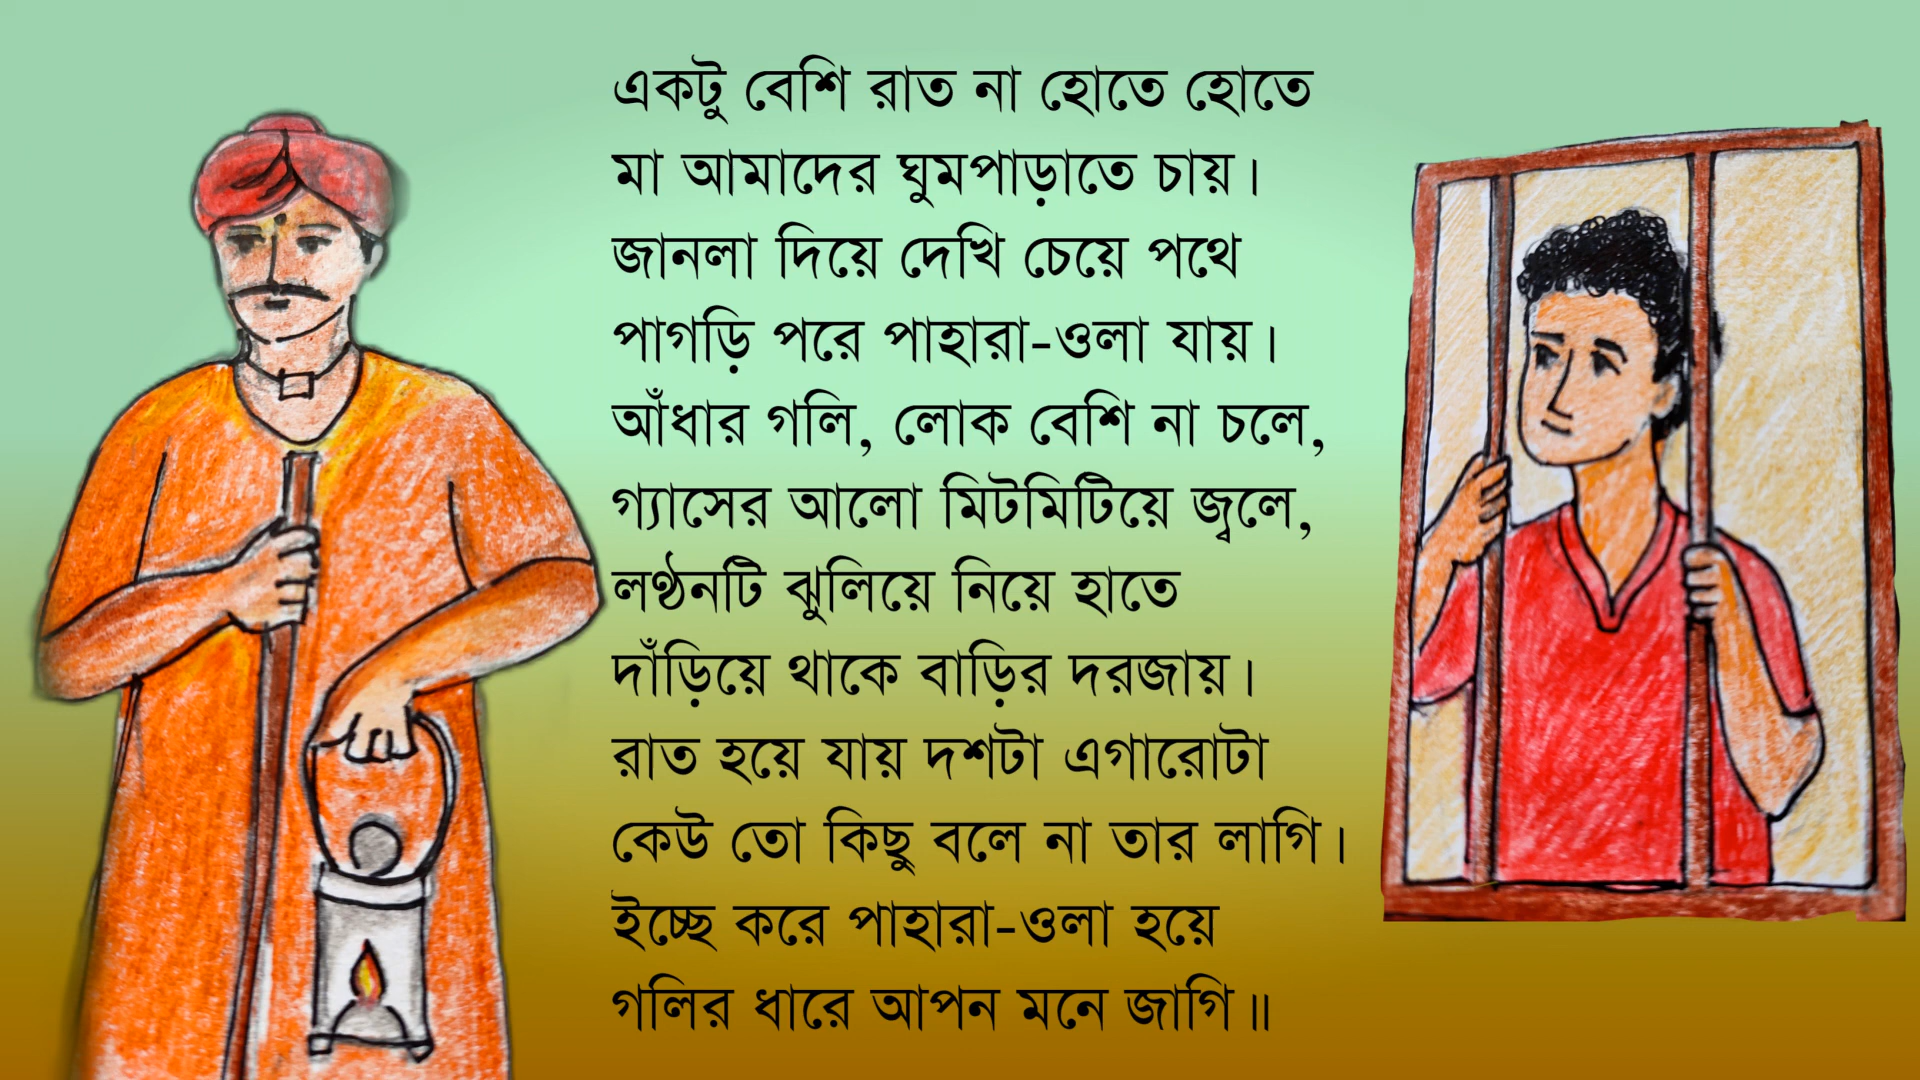 একটু বেশি রাত না হোতে হোতে
মা আমাদের ঘুমপাড়াতে চায়।
জানলা দিয়ে দেখি চেয়ে পথে
পাগড়ি পরে পাহারা-ওলা যায়।
আঁধার গলি, লোক বেশি না চলে,
গ্যাসের আলো মিটমিটিয়ে জ্বলে,
লণ্ঠনটি ঝুলিয়ে নিয়ে হাতে
দাঁড়িয়ে থাকে বাড়ির দরজায়।
রাত হয়ে যায় দশটা এগারোটা
কেউ তো কিছু বলে না তার লাগি।
ইচ্ছে করে পাহারা-ওলা হয়ে
গলির ধারে আপন মনে জাগি॥